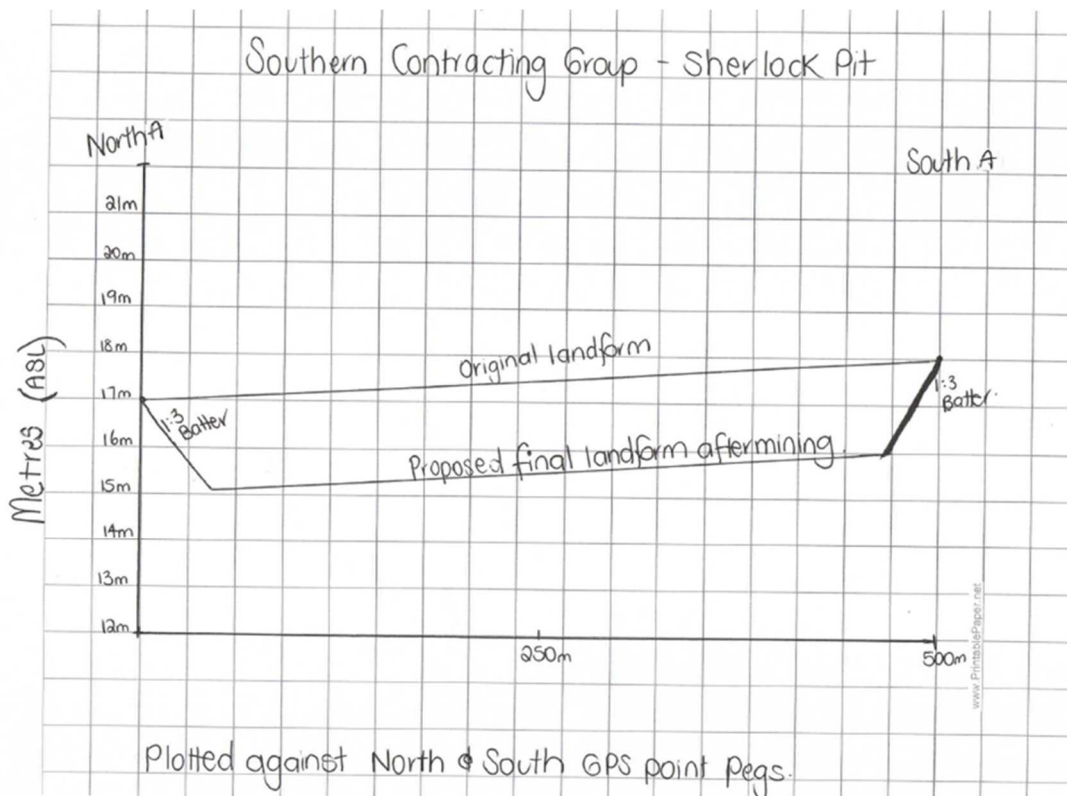 Southern Contracting Group - Sherlock Pit
North A
South A
21m
20m
19m
18m
17m
16m
15m
14m
13m
12m
Metres (ASL)
Original landform
1:3
Batter
1:3
Batter.
Proposed final landform aftermining.
250m
500m
www.PrintablePaper.net
Plotted against North & South GPS point Pegs.